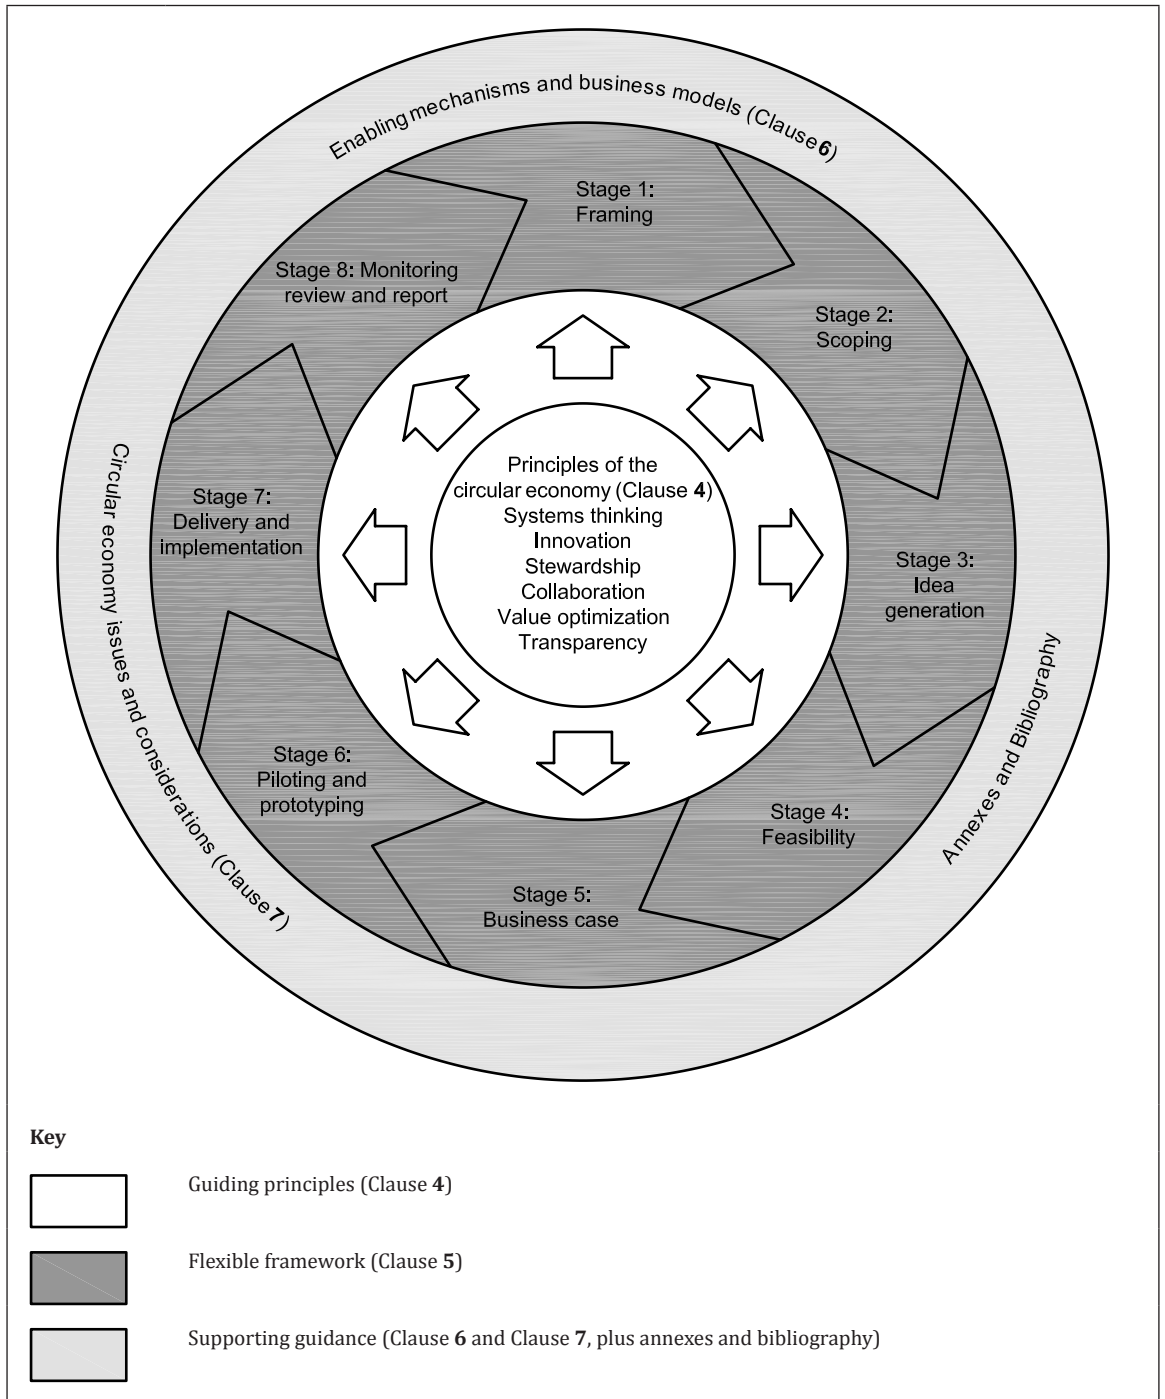 Enabling mechanisms and business models (Clause 6)
Stage 1:
Framing
Stage 2:
Scoping
Stage 3:
Idea
generation
Stage 4:
Feasibility
Stage 5:
Business case
Stage 6:
Piloting and
prototyping
Stage 7:
Delivery and
implementation
Stage 8: Monitoring
review and report
Principles of the
circular economy (Clause 4)
Systems thinking
Innovation
Stewardship
Collaboration
Value optimization
Transparency
Circular economy issues and considerations (Clause 7)
Annexes and Bibliography
Key
Guiding principles (Clause 4)
Flexible framework (Clause 5)
Supporting guidance (Clause 6 and Clause 7, plus annexes and bibliography)